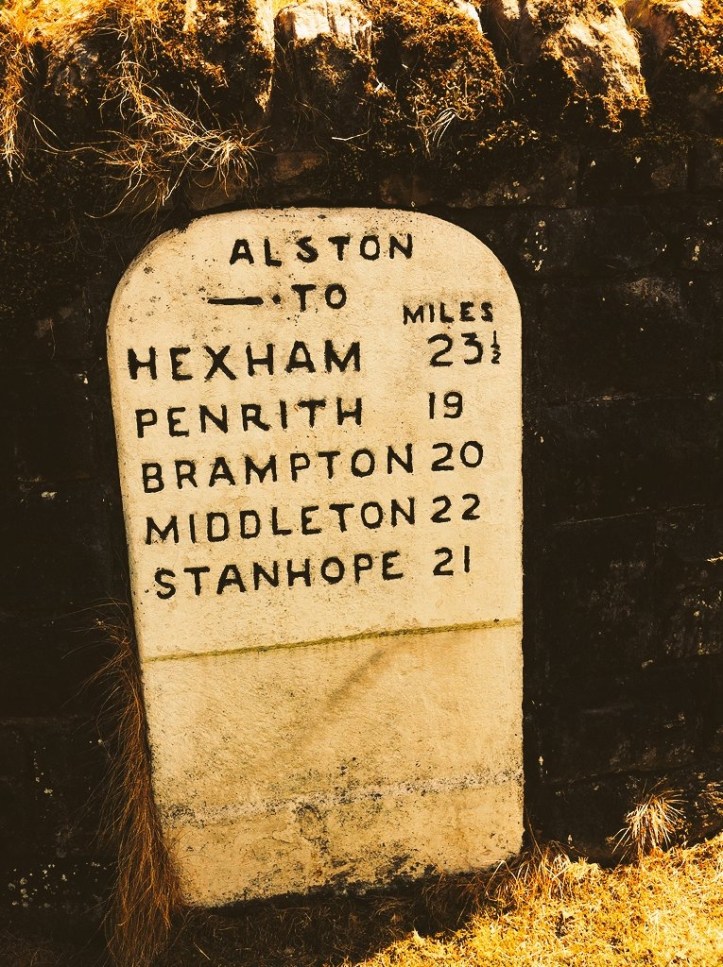 ALSTON
—·TO
MILES
HEXHAM 23½
PENRITH 19
BRAMPTON 20
MIDDLETON 22
STANHOPE 21